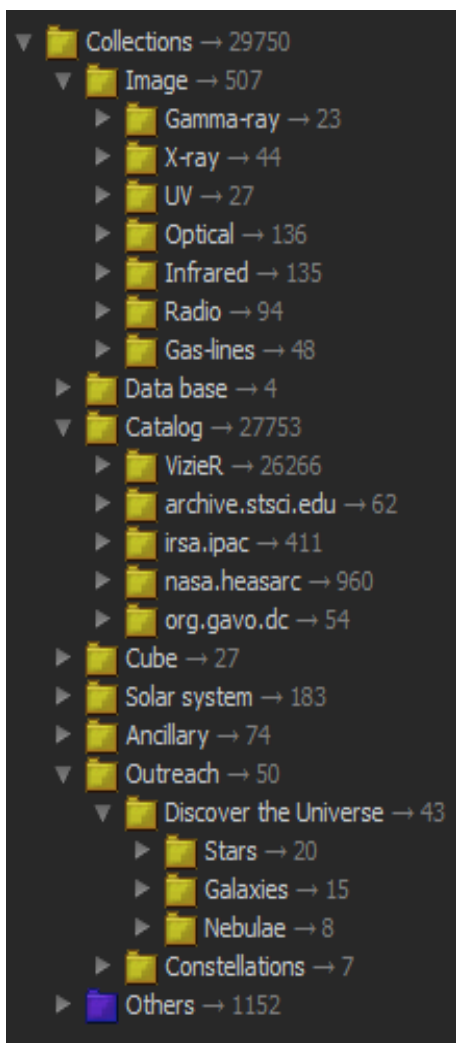 Collections → 29750
Image → 507
Gamma-ray → 23
X-ray → 44
UV → 27
Optical → 136
Infrared → 135
Radio → 94
Gas-lines → 48
Data base → 4
Catalog → 27753
VizieR → 26266
archive.stsci.edu → 62
irsa.ipac → 411
nasa.heasarc → 960
org.gavo.dc → 54
Cube → 27
Solar system → 183
Ancillary → 74
Outreach → 50
Discover the Universe → 43
Stars → 20
Galaxies → 15
Nebulae → 8
Constellations → 7
Others → 1152